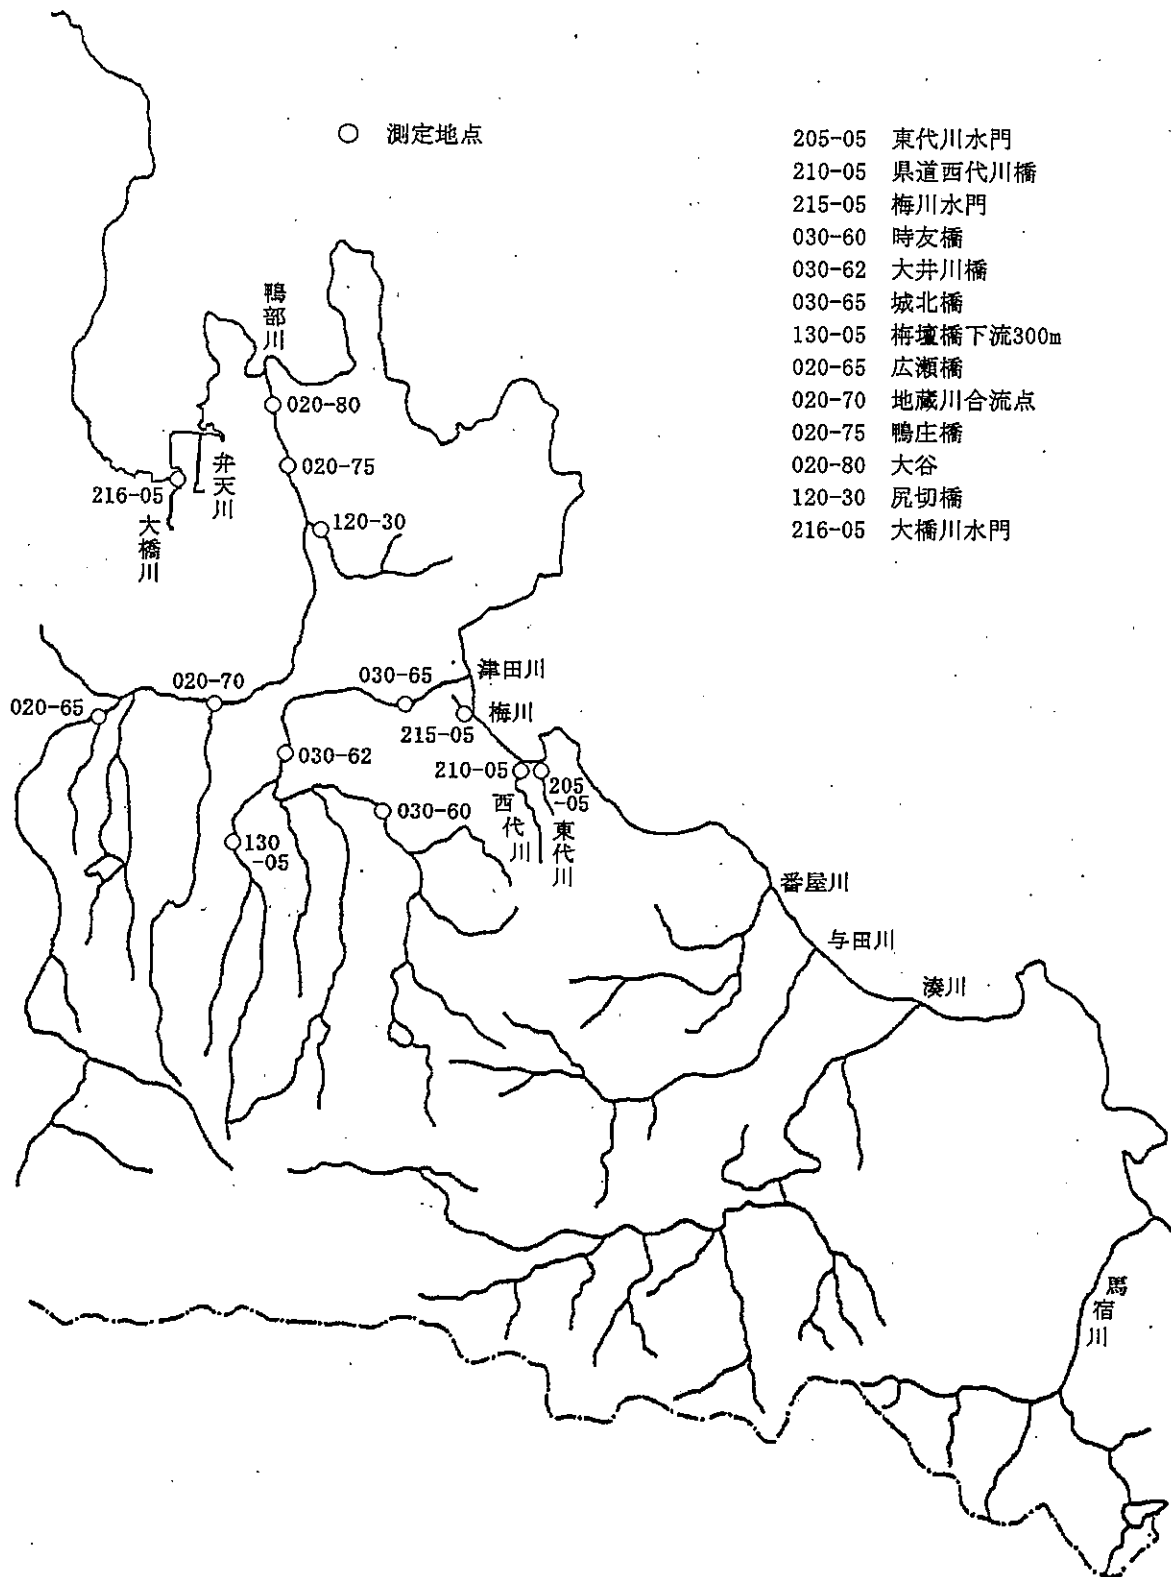 ○ 測定地点
205-05 東代川水門
210-05 県道西代川橋
215-05 梅川水門
030-60 時友橋
030-62 大井川橋
030-65 城北橋
130-05 栴壇橋下流300m
020-65 広瀬橋
020-70 地蔵川合流点
020-75 鴨庄橋
020-80 大谷
120-30 尻切橋
216-05 大橋川水門
鴨部川
020-80
020-75
216-05
弁天川
大橋川
120-30
津田川
030-65
020-70
020-65
梅川
215-05
030-62
210-05
205
-05
西代川
東代川
030-60
130
-05
番屋川
与田川
湊川
馬宿川